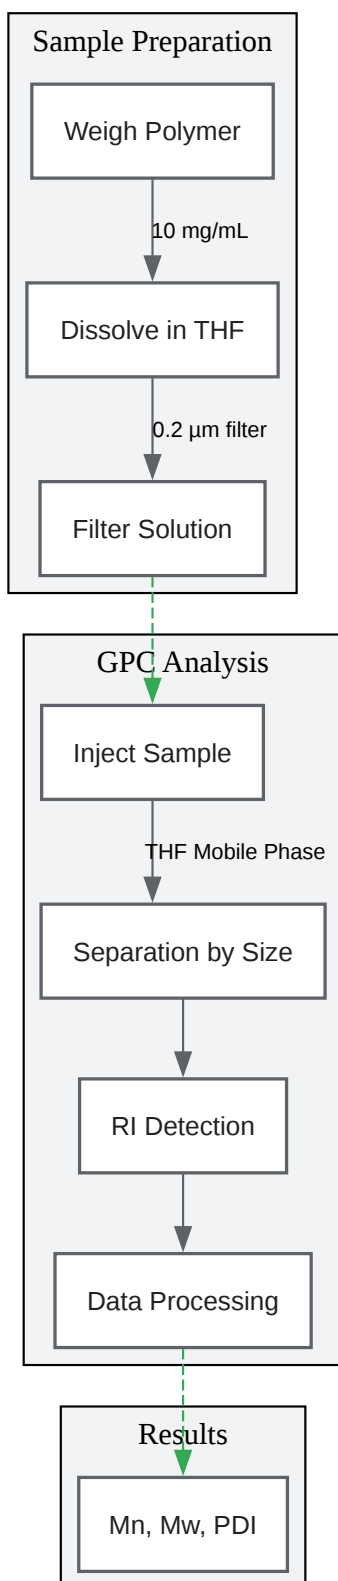 Sample Preparation
Weigh Polymer
10 mg/mL
Dissolve in THF
0.2 µm filter
Filter Solution
GPC Analysis
Inject Sample
THF Mobile Phase
Separation by Size
RI Detection
Data Processing
Results
Mn, Mw, PDI